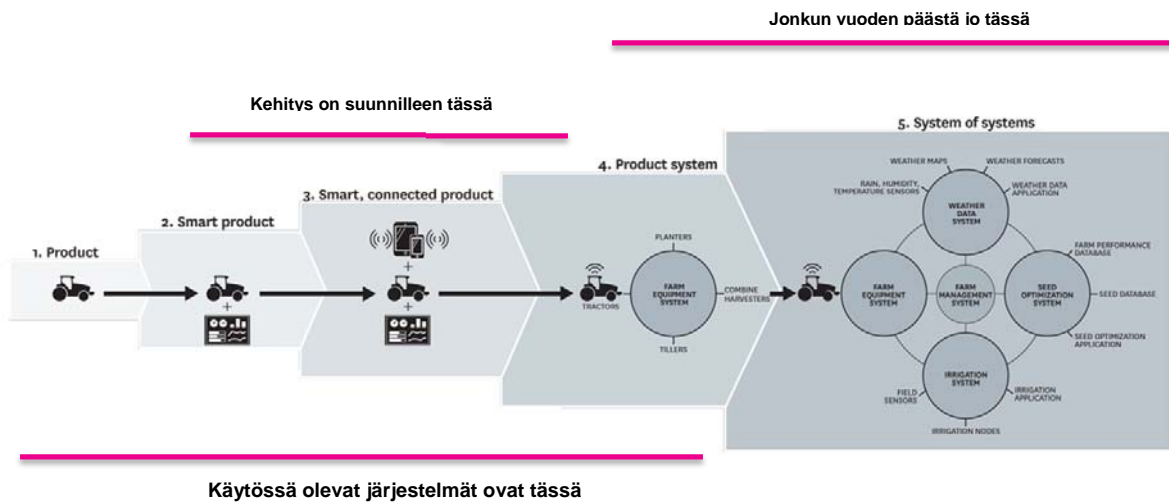 Jonkun vuoden päästä jo tässä
Kehitys on suunnilleen tässä
1. Product
2. Smart product
3. Smart, connected product
4. Product system
PLANTERS
TRACTORS
FARM
EQUIPMENT
SYSTEM
COMBINE
HARVESTERS
TILLERS
5. System of systems
WEATHER MAPS
WEATHER FORECASTS
RAIN, HUMIDITY,
TEMPERATURE SENSORS
WEATHER DATA
APPLICATION
WEATHER
DATA
SYSTEM
FARM PERFORMANCE
DATABASE
FARM
EQUIPMENT
SYSTEM
FARM
MANAGEMENT
SYSTEM
SEED
OPTIMIZATION
SYSTEM
SEED DATABASE
SEED OPTIMIZATION
APPLICATION
IRRIGATION
SYSTEM
FIELD
SENSORS
IRRIGATION
APPLICATION
IRRIGATION NODES
Käytössä olevat järjestelmät ovat tässä